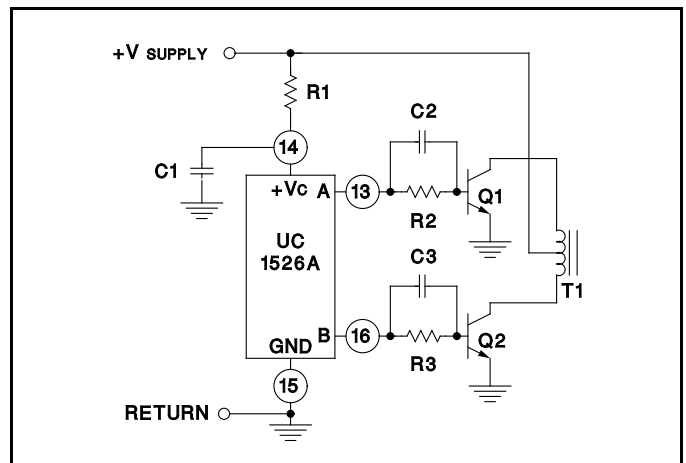 +V SUPPLY
R1
C2
14
C1
+VC A
13
Q1
R2
UC
1526A
C3
T1
B
16
Q2
GND
R3
15
RETURN